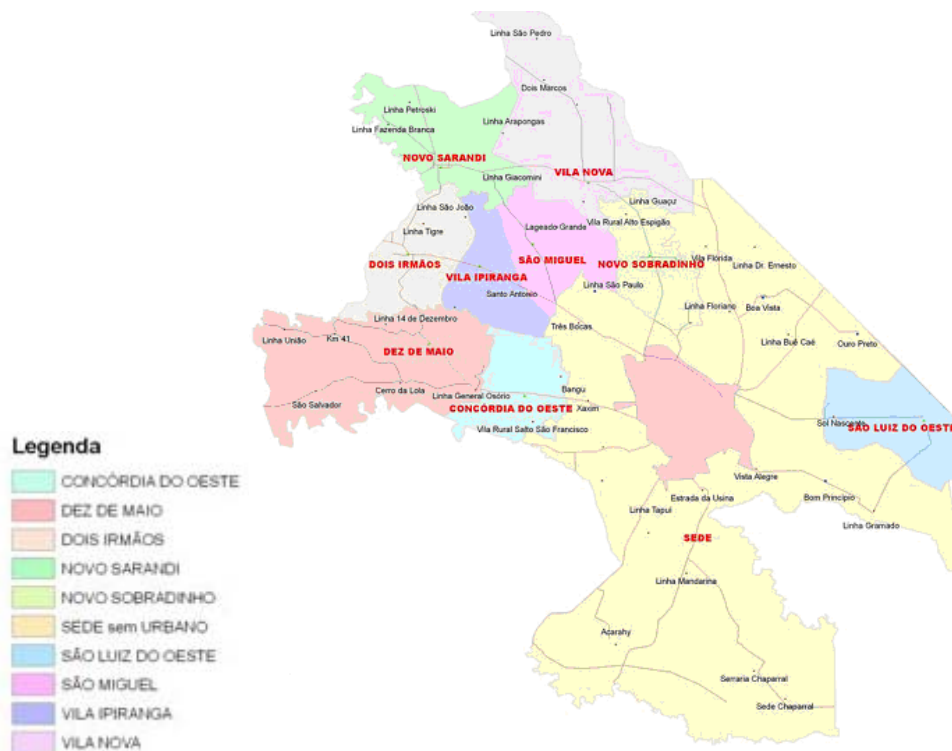 Linha São Pedro
Dois Marcos
Linha Petroski
Linha Arapongas
Linha Fazenda Branca
NOVO SARANDI
VILA NOVA
Linha Giacomini
Linha Guaçu
Linha São João
Vila Rural Alto Espigão
Linha Tigre
Lageado Grande
Vila Flórida
Linha Dr. Ernesto
DOIS IRMÃOS
SÃO MIGUEL
NOVO SOBRADINHO
VILA IPIRANGA
Linha São Paulo
Santo Antonio
Linha Floriano
Boa Vista
Linha 14 de Dezembro
Três Bocas
Linha União
Km 41
Linha Buê Caé
Ouro Preto
DEZ DE MAIO
Cerro da Lola
Linha General Osório
Bangú
São Salvador
CONCÓRDIA DO OESTE
Xaxim
Sol Nascente
SÃO LUIZ DO OESTE
Vila Rural Salto São Francisco
Vista Alegre
Estrada da Usina
Bom Princípio
Linha Tapuí
Linha Gramado
SEDE
Linha Mandarina
Acarahy
Serraria Chaparral
Sede Chaparral
Legenda
CONCÓRDIA DO OESTE
DEZ DE MAIO
DOIS IRMÃOS
NOVO SARANDI
NOVO SOBRADINHO
SEDE sem URBANO
SÃO LUIZ DO OESTE
SÃO MIGUEL
VILA IPIRANGA
VILA NOVA